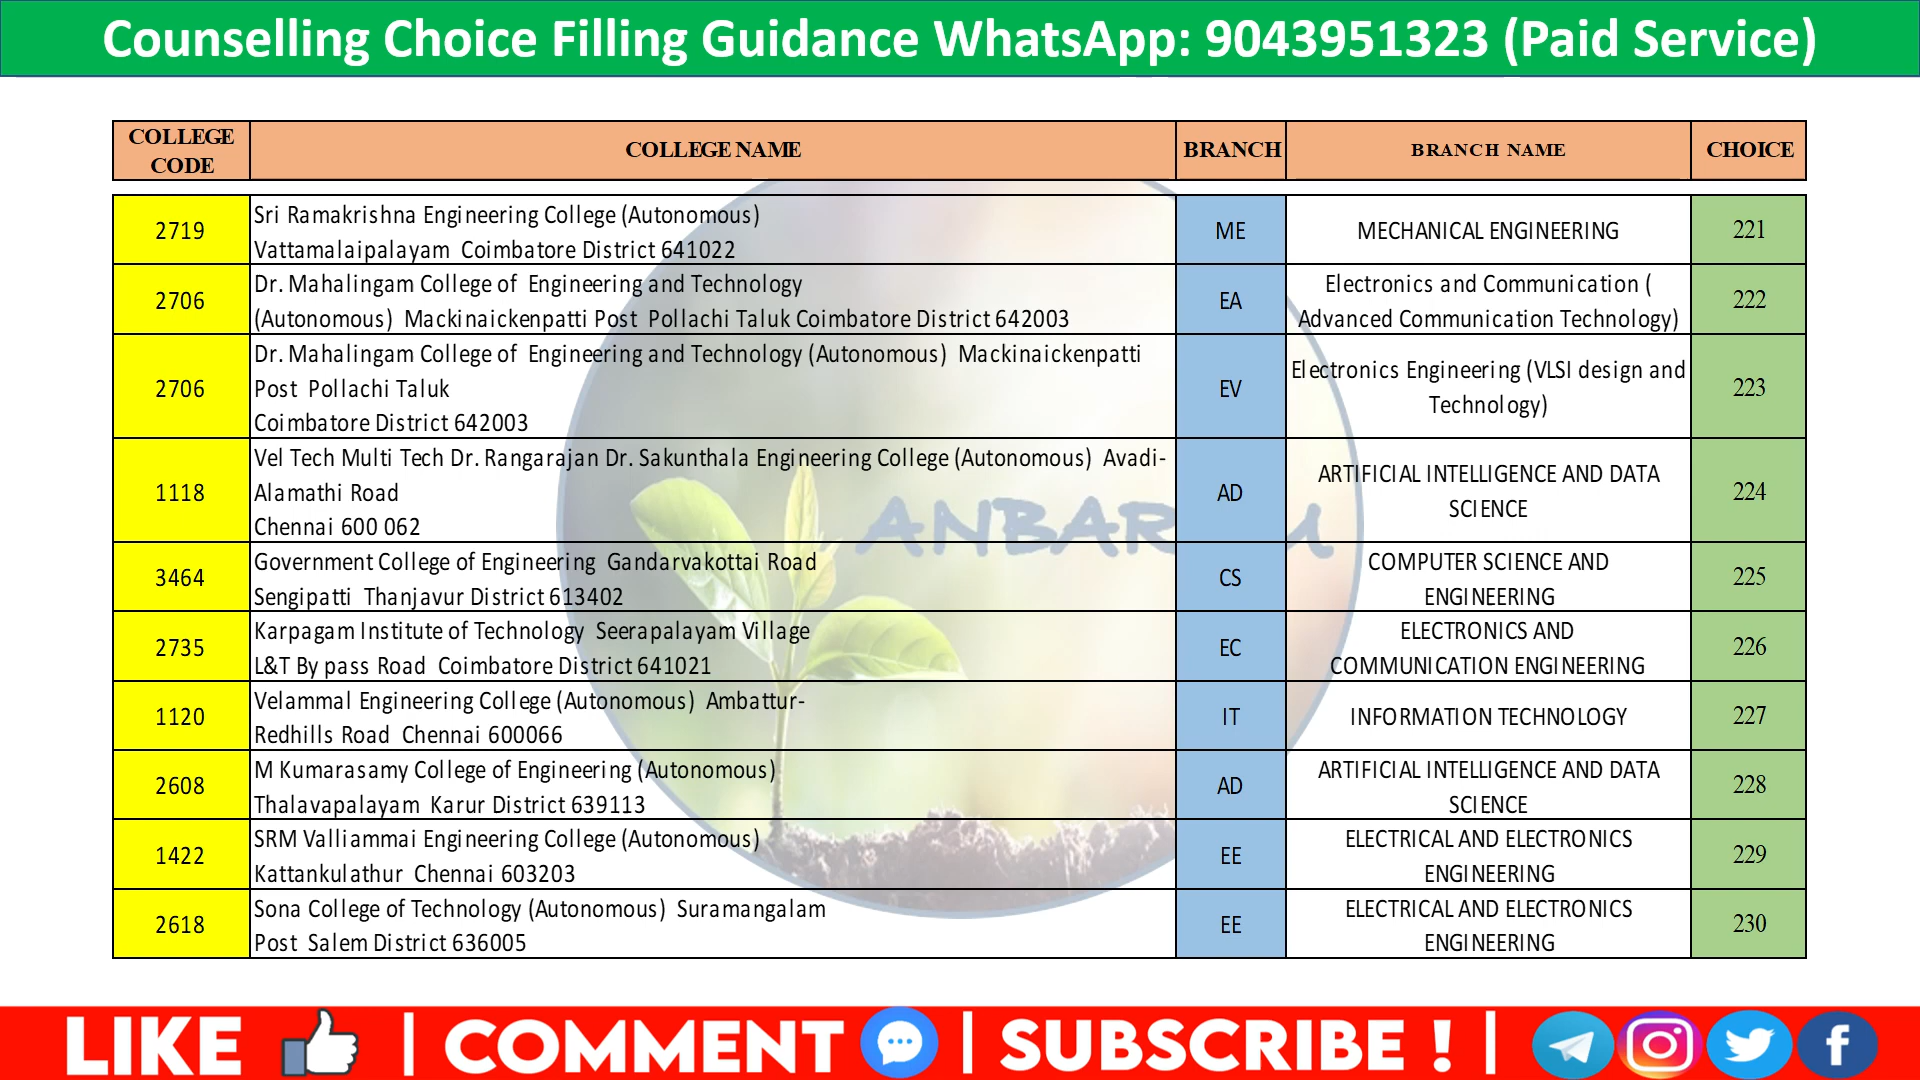 Counselling Choice Filling Guidance WhatsApp: 9043951323 (Paid Service)
COLLEGE CODE
COLLEGE NAME
BRANCH
BRANCH NAME
CHOICE
2719
Sri Ramakrishna Engineering College (Autonomous)
Vattamalaipalayam Coimbatore District 641022
ME
MECHANICAL ENGINEERING
221
2706
Dr. Mahalingam College of Engineering and Technology
(Autonomous) Mackinaickenpatti Post Pollachi Taluk Coimbatore District 642003
EA
Electronics and Communication (
Advanced Communication Technology)
222
2706
Dr. Mahalingam College of Engineering and Technology (Autonomous) Mackinaickenpatti
Post Pollachi Taluk
Coimbatore District 642003
EV
Electronics Engineering (VLSI design and
Technology)
223
1118
Vel Tech Multi Tech Dr. Rangarajan Dr. Sakunthala Engineering College (Autonomous) Avadi-
Alamathi Road
Chennai 600 062
AD
ARTIFICIAL INTELLIGENCE AND DATA
SCIENCE
224
3464
Government College of Engineering Gandarvakottai Road
Sengipatti Thanjavur District 613402
CS
COMPUTER SCIENCE AND
ENGINEERING
225
2735
Karpagam Institute of Technology Seerapalayam Village
L&T By pass Road Coimbatore District 641021
EC
ELECTRONICS AND
COMMUNICATION ENGINEERING
226
1120
Velammal Engineering College (Autonomous) Ambattur-
Redhills Road Chennai 600066
IT
INFORMATION TECHNOLOGY
227
2608
M Kumarasamy College of Engineering (Autonomous)
Thalavapalayam Karur District 639113
AD
ARTIFICIAL INTELLIGENCE AND DATA
SCIENCE
228
1422
SRM Valliammai Engineering College (Autonomous)
Kattankulathur Chennai 603203
EE
ELECTRICAL AND ELECTRONICS
ENGINEERING
229
2618
Sona College of Technology (Autonomous) Suramangalam
Post Salem District 636005
EE
ELECTRICAL AND ELECTRONICS
ENGINEERING
230
LIKE | COMMENT | SUBSCRIBE ! |